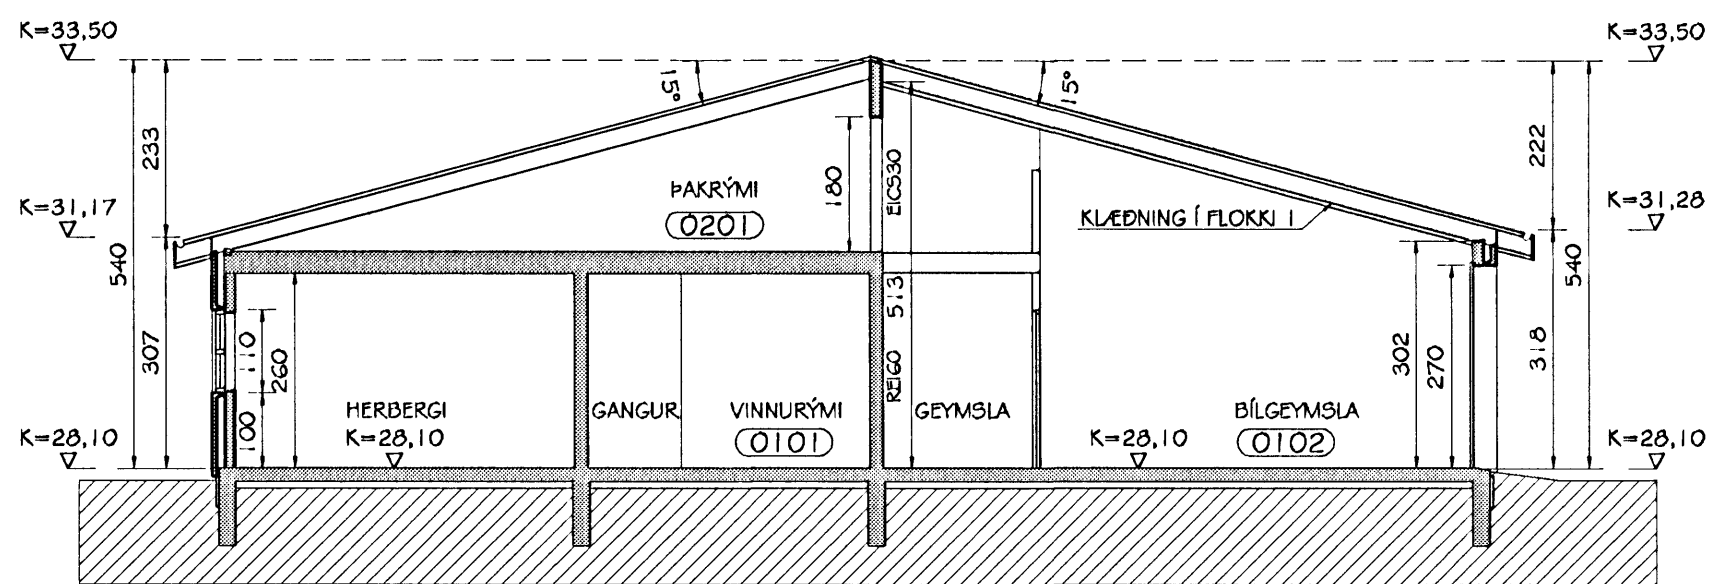 K=33,50
K=33,50
15°
15°
233
222
180
EICS30
ÞAKRÝMI
0201
KLÆÐNING Í FLOKKI 1
K=31,17
K=31,28
540
540
307
110
260
100
513
REI60
302
270
318
HERBERGI
K=28,10
GANGUR
VINNURÝMI
0101
GEYMSLA
K=28,10
BÍLGEYMSLA
0102
K=28,10
K=28,10